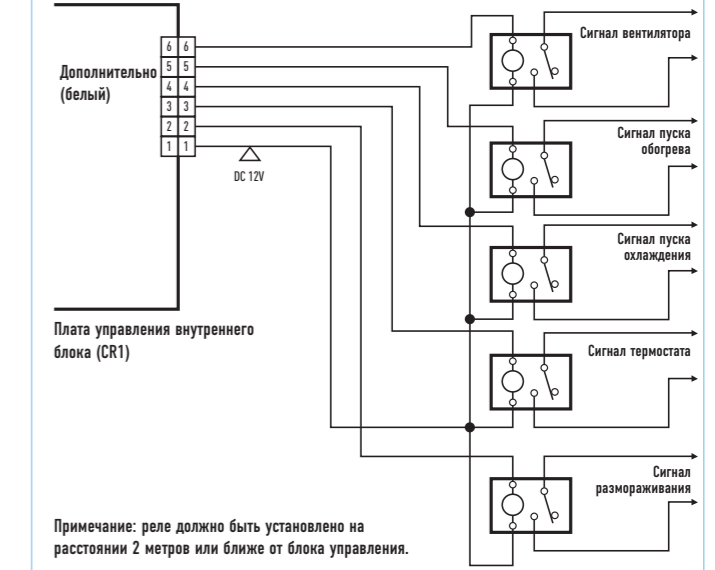 Сигнал вентилятора
6 6
5 5
4 4
3 3
2 2
1 1
Дополнительно
(белый)
DC 12V
Сигнал пуска
обогрева
Сигнал пуска
охлаждения
Плата управления внутреннего
блока (CR1)
Сигнал термостата
Сигнал
размораживания
Примечание: реле должно быть установлено на
расстоянии 2 метров или ближе от блока управления.